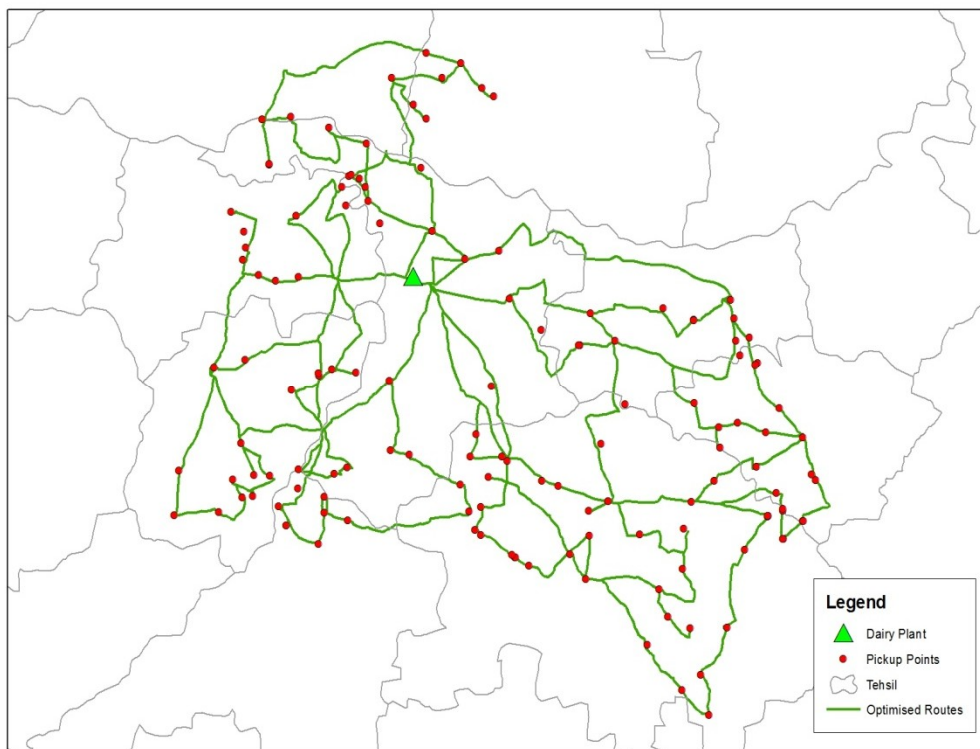 Legend
Dairy Plant
Pickup Points
Tehsil
Optimised Routes